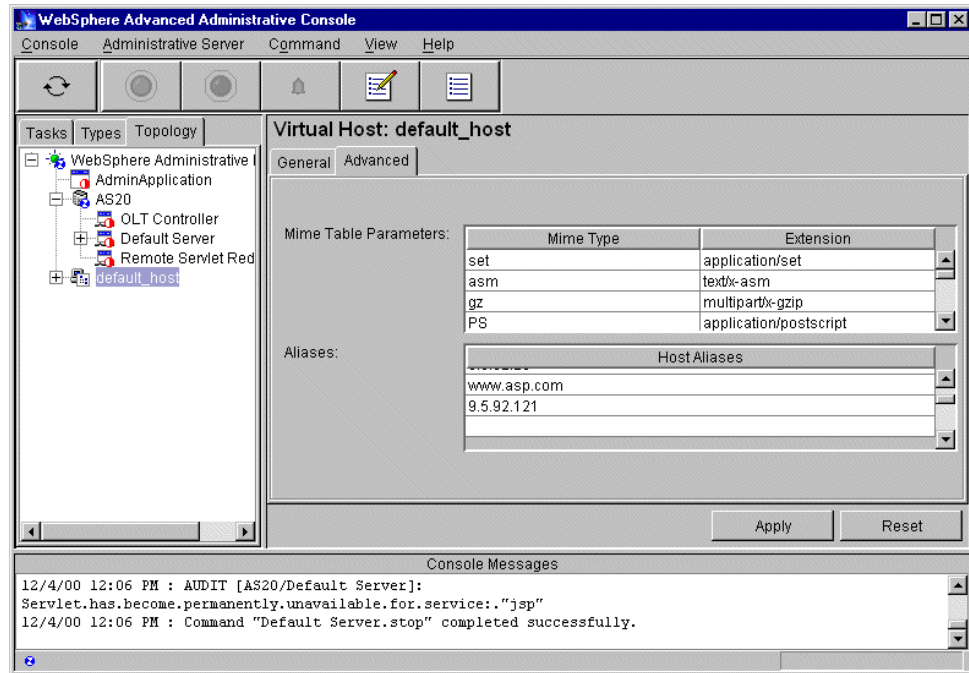 WebSphere Advanced Administrative Console
Console Administrative Server Command View Help
Tasks Types Topology
WebSphere Administrative
AdminApplication
AS20
OLT Controller
Default Server
Remote Servlet Red
default_host
Virtual Host: default_host
General Advanced
Mime Table Parameters:
Mime Type Extension
set application/set
asm text/x-asm
gz multipart/x-gzip
PS application/postscript
Aliases:
Host Aliases
www.asp.com
9.5.92.121
Apply Reset
Console Messages
12/4/00 12:06 PM : AUDIT [AS20/Default Server]:
Servlet.has.become.permanently.unavailable.for.service:."jsp"
12/4/00 12:06 PM : Command "Default Server.stop" completed successfully.